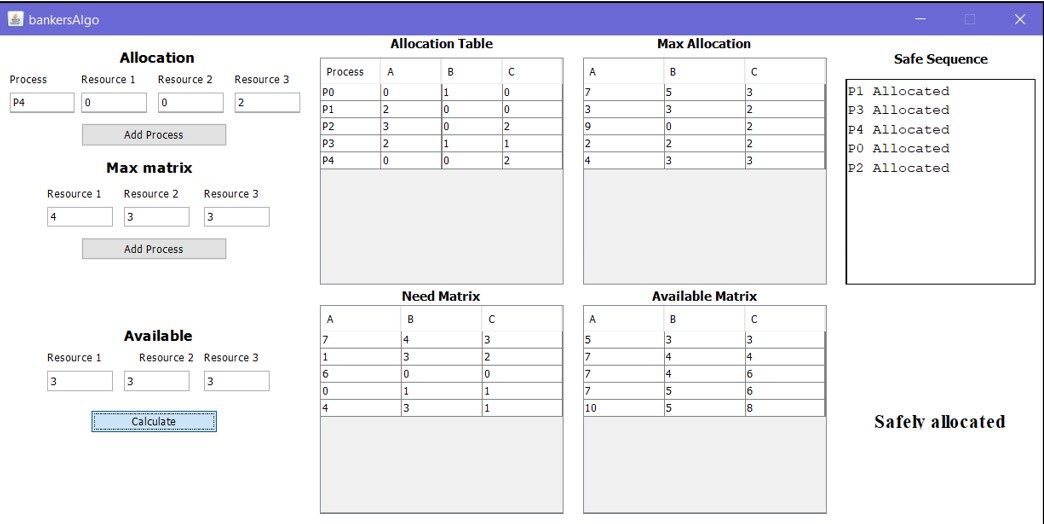 bankersAlgo
Allocation
Process Resource 1 Resource 2 Resource 3
P4 0 0 2
Add Process
Max matrix
Resource 1 Resource 2 Resource 3
4 3 3
Add Process
Available
Resource 1 Resource 2 Resource 3
3 3 3
Calculate
Allocation Table
Process A B C
P0 0 1 0
P1 2 0 0
P2 3 0 2
P3 2 1 1
P4 0 0 2
Max Allocation
A B C
7 5 3
3 3 2
9 0 2
2 2 2
4 3 3
Need Matrix
A B C
7 4 3
1 3 2
6 0 0
0 1 1
4 3 1
Available Matrix
A B C
5 3 3
7 4 4
7 4 6
7 5 6
10 5 8
Safe Sequence
P1 Allocated
P3 Allocated
P4 Allocated
P0 Allocated
P2 Allocated
Safely allocated